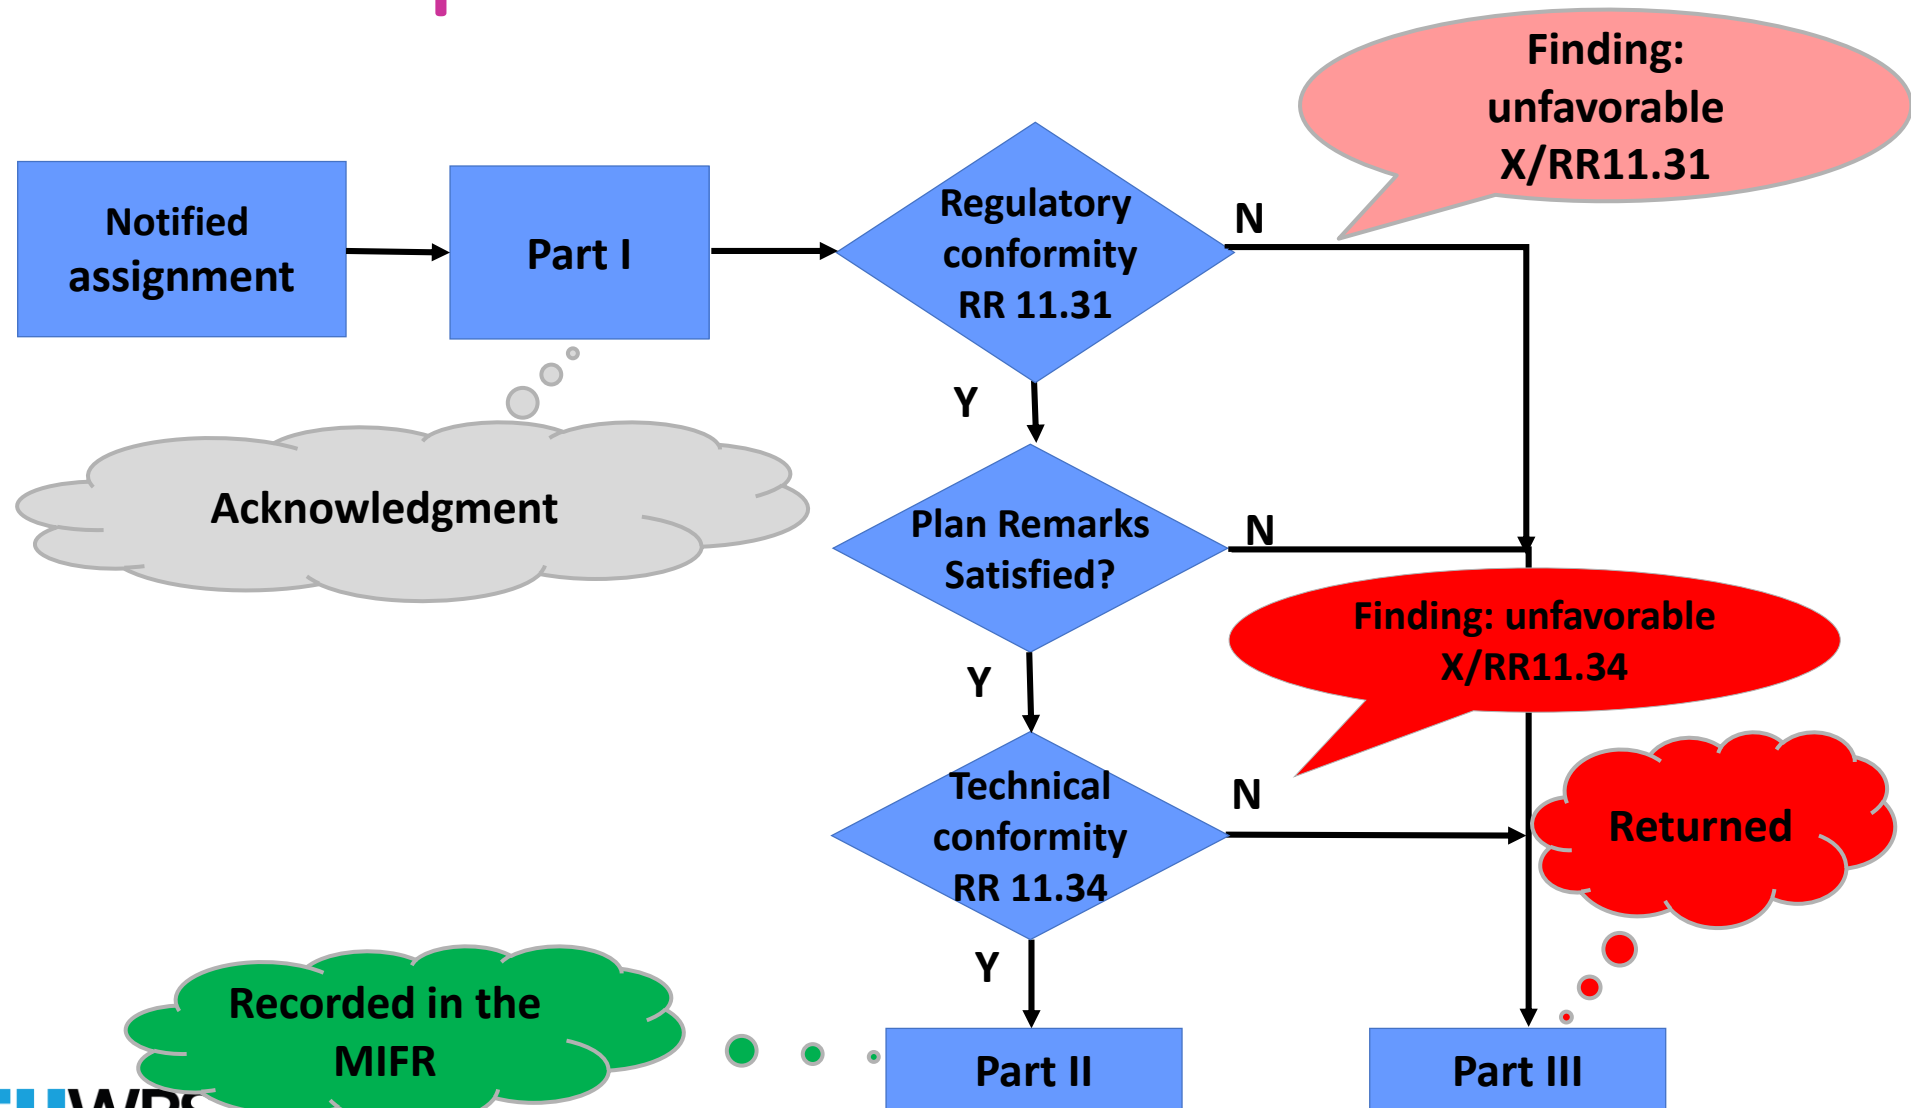 Finding:
unfavorable
X/RR11.31
Notified
assignment
Part I
Regulatory
conformity
RR 11.31
N
Y
Acknowledgment
Plan Remarks
Satisfied?
N
Finding: unfavorable
X/RR11.34
Y
Technical
conformity
RR 11.34
N
Returned
Y
Recorded in the
MIFR
Part II
Part III